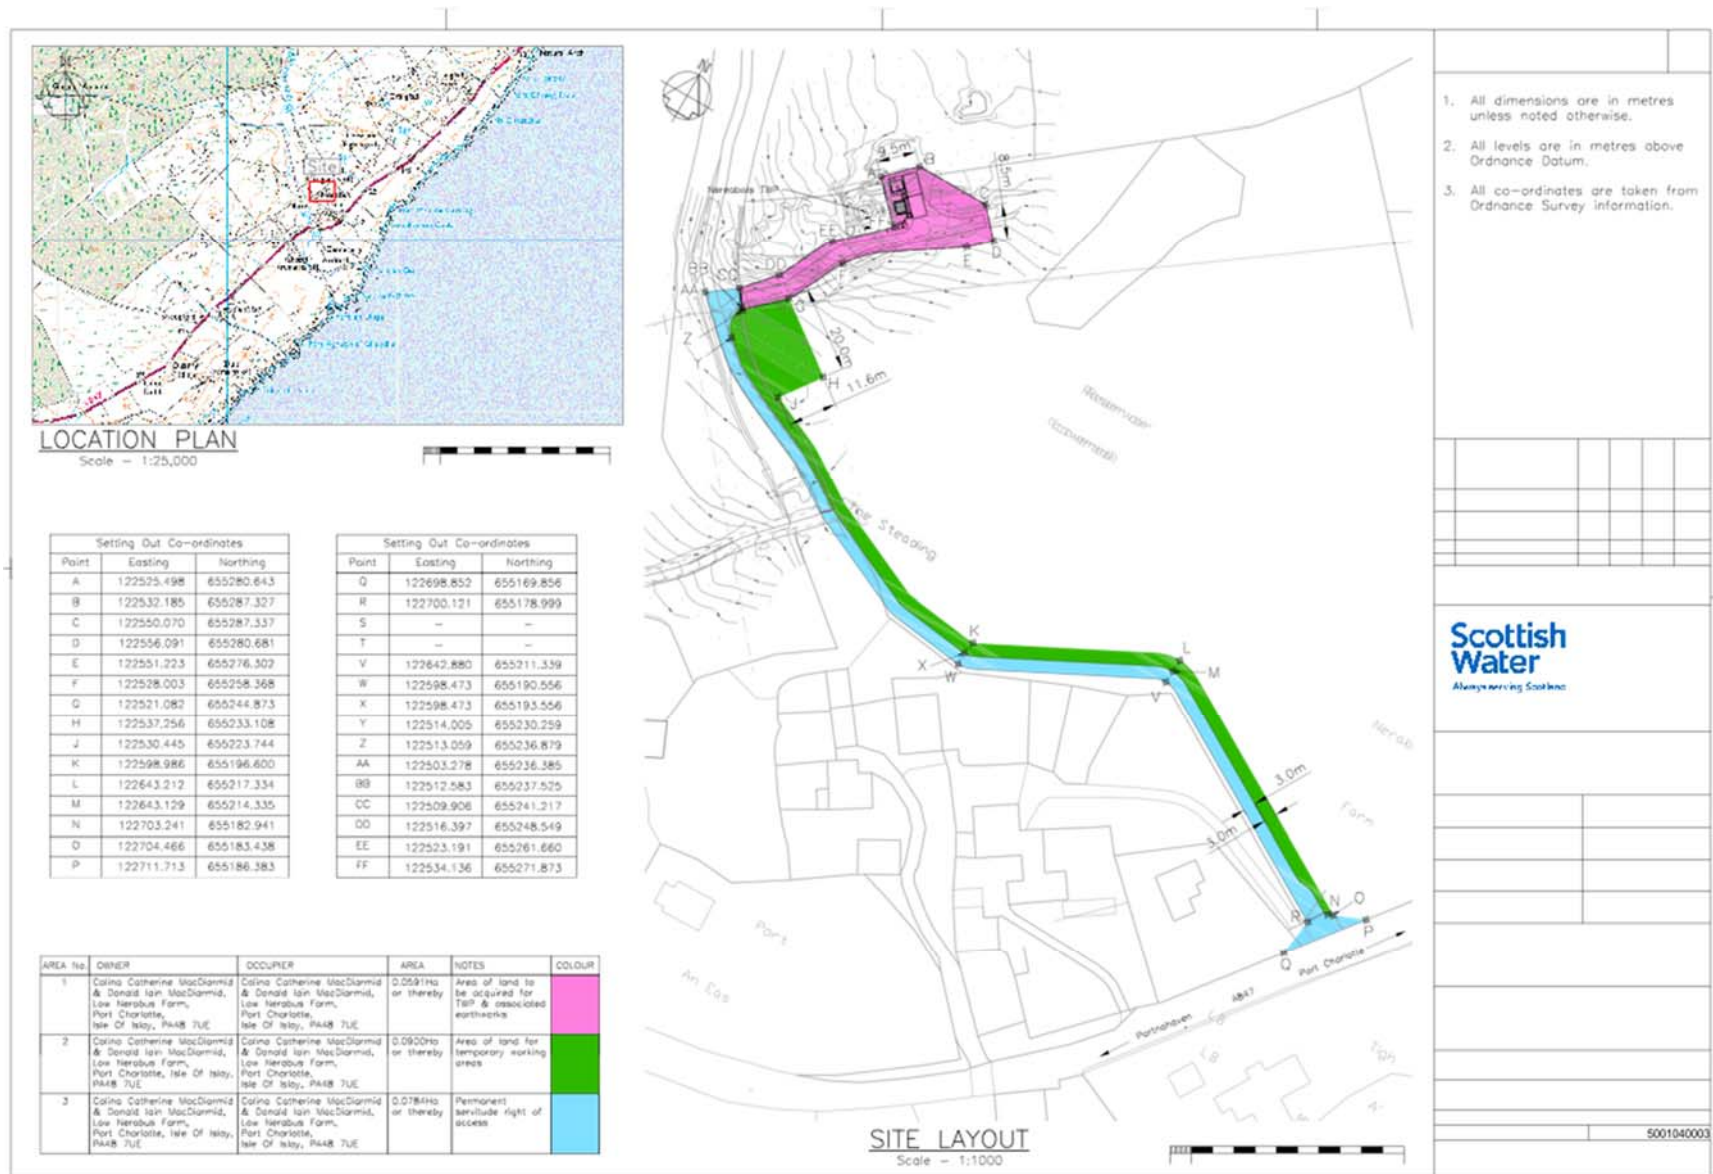 Site
LOCATION PLAN
Scale - 1:25,000
Setting Out Co-ordinates
Point Easting Northing
A 122525.498 655280.643
B 122532.185 655287.327
C 122550.070 655287.337
D 122556.091 655280.681
E 122551.223 655276.302
F 122528.003 655258.368
G 122521.082 655244.873
H 122537.256 655233.108
J 122530.445 655223.744
K 122598.986 655196.600
L 122643.212 655217.334
M 122643.129 655214.335
N 122703.241 655182.941
O 122704.466 655183.438
P 122711.713 655186.383
Setting Out Co-ordinates
Point Easting Northing
Q 122698.852 655169.856
R 122700.121 655178.999
S - -
T - -
V 122642.880 655211.339
W 122598.473 655190.556
X 122598.473 655193.556
Y 122514.005 655230.259
Z 122513.059 655236.879
AA 122503.278 655236.385
BB 122512.583 655237.525
CC 122509.906 655241.217
DD 122516.397 655248.549
EE 122523.191 655261.660
FF 122534.136 655271.873
AREA No. OWNER OCCUPIER AREA NOTES COLOUR
1
Colina Catherine MacDiarmid
& Donald Iain MacDiarmid,
Low Nerabus Farm,
Port Charlotte,
Isle Of Islay, PA48 7UE
Colina Catherine MacDiarmid
& Donald Iain MacDiarmid,
Low Nerabus Farm,
Port Charlotte,
Isle Of Islay, PA48 7UE
0.0591Ha
or thereby
Area of land to
be acquired for
TWP & associated
earthworks
2
Colina Catherine MacDiarmid
& Donald Iain MacDiarmid,
Low Nerabus Farm,
Port Charlotte, Isle Of Islay,
PA48 7UE
Colina Catherine MacDiarmid
& Donald Iain MacDiarmid,
Low Nerabus Farm,
Port Charlotte,
Isle Of Islay, PA48 7UE
0.0900Ha
or thereby
Area of land for
temporary working
areas
3
Colina Catherine MacDiarmid
& Donald Iain MacDiarmid,
Low Nerabus Farm,
Port Charlotte, Isle Of Islay,
PA48 7UE
Colina Catherine MacDiarmid
& Donald Iain MacDiarmid,
Low Nerabus Farm,
Port Charlotte,
Isle Of Islay, PA48 7UE
0.0784Ha
or thereby
Permanent
servitude right of
access
N
9.5m
B
A
C
8.5m
D
E
EE
F
DD
BB
CC
AA
G
Z
Y
20.0m
H
11.6m
J
The Steading
K
X
W
L
M
V
3.0m
3.0m
Farm
R
N
O
P
Q
Port Charlotte
A847
Portnahaven
Port
An Eas
SITE LAYOUT
Scale - 1:1000
1. All dimensions are in metres
unless noted otherwise.
2. All levels are in metres above
Ordnance Datum.
3. All co-ordinates are taken from
Ordnance Survey information.
Scottish
Water
Always serving Scotland
5001040003